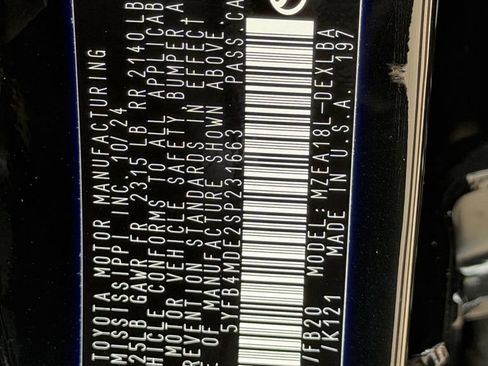 TOYOTA MOTOR MANUFACTURING
MISSISSIPPI INC. 10/24
25LB GAWR FR 2315 LB RR 2140LB
HICLE CONFORMS TO ALL APPLICAB
MOTOR VEHICLE SAFETY BUMPER A
REVENTION STANDARDS IN EFFECT
E OF MANUFACTURE SHOWN ABOVE.
5YFB4MDE2SP231663 PASS.CA
/FB20 MODEL: MZEA18L-DEXLBA
/K121 MADE IN U.S.A. 197